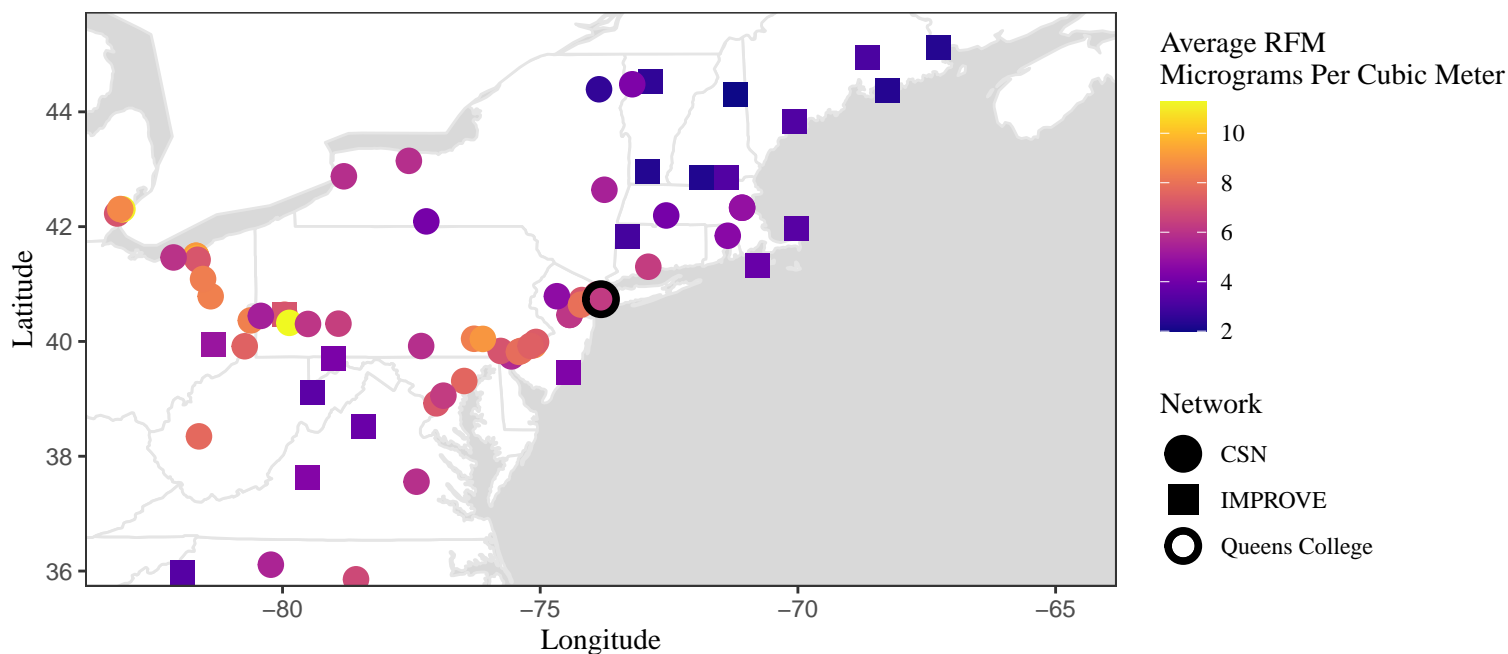 44
42
40
38
36
Latitude
−80
−75
−70
−65
Longitude
Average RFM
Micrograms Per Cubic Meter
10
8
6
4
2
Network
CSN
IMPROVE
Queens College